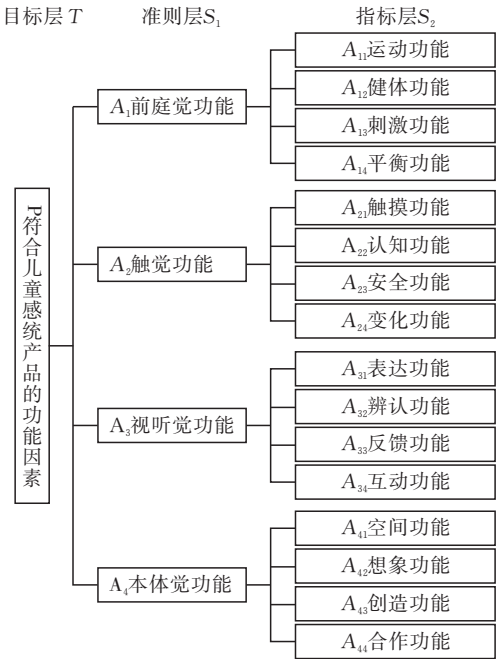 目标层 T 准则层S₁ 指标层S₂
P符合儿童感统产品的功能因素
A₁前庭觉功能
A₁₁运动功能
A₁₂健体功能
A₁₃刺激功能
A₁₄平衡功能
A₂触觉功能
A₂₁触摸功能
A₂₂认知功能
A₂₃安全功能
A₂₄变化功能
A₃视听觉功能
A₃₁表达功能
A₃₂辨认功能
A₃₃反馈功能
A₃₄互动功能
A₄本体觉功能
A₄₁空间功能
A₄₂想象功能
A₄₃创造功能
A₄₄合作功能